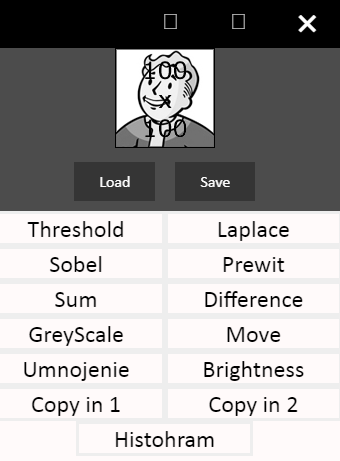 100
x
100
Load Save
Threshold Laplace
Sobel Prewit
Sum Difference
GreyScale Move
Umnojenie Brightness
Copy in 1 Copy in 2
Histohram